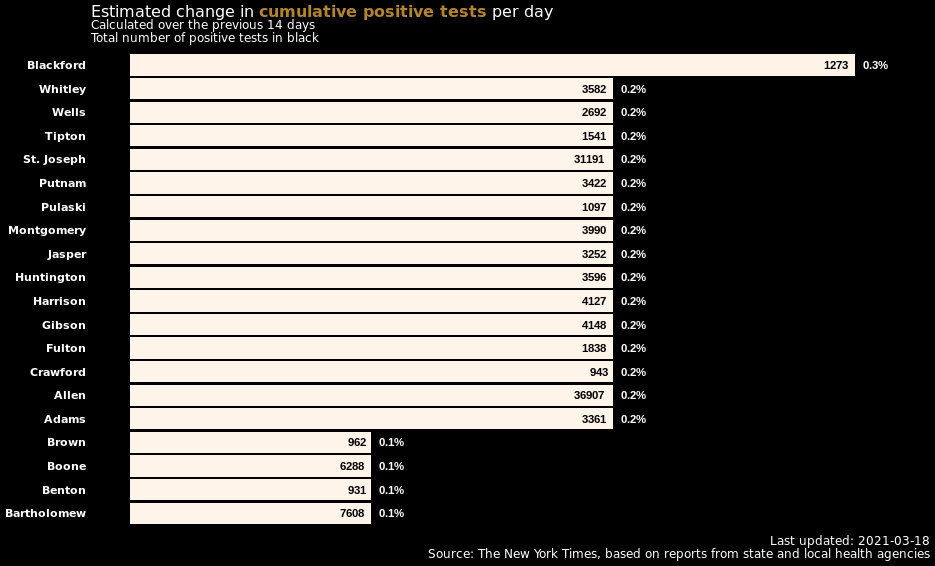 Estimated change in cumulative positive tests per day
Calculated over the previous 14 days
Total number of positive tests in black
Blackford 1273 0.3%
Whitley 3582 0.2%
Wells 2692 0.2%
Tipton 1541 0.2%
St. Joseph 31191 0.2%
Putnam 3422 0.2%
Pulaski 1097 0.2%
Montgomery 3990 0.2%
Jasper 3252 0.2%
Huntington 3596 0.2%
Harrison 4127 0.2%
Gibson 4148 0.2%
Fulton 1838 0.2%
Crawford 943 0.2%
Allen 36907 0.2%
Adams 3361 0.2%
Brown 962 0.1%
Boone 6288 0.1%
Benton 931 0.1%
Bartholomew 7608 0.1%
Last updated: 2021-03-18
Source: The New York Times, based on reports from state and local health agencies